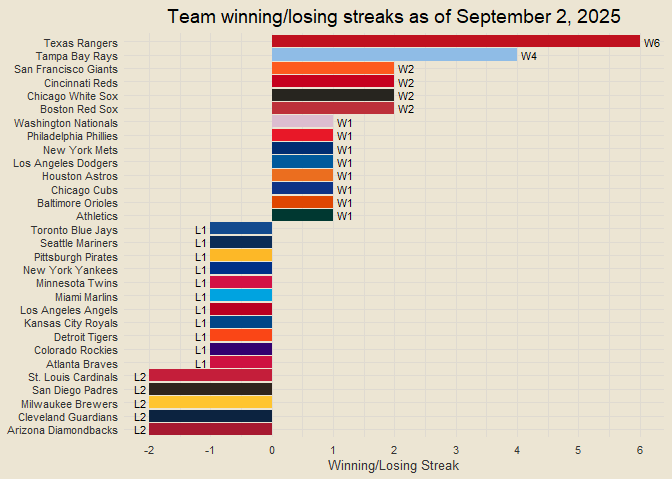 Team winning/losing streaks as of September 2, 2025
Texas Rangers W6
Tampa Bay Rays W4
San Francisco Giants W2
Cincinnati Reds W2
Chicago White Sox W2
Boston Red Sox W2
Washington Nationals W1
Philadelphia Phillies W1
New York Mets W1
Los Angeles Dodgers W1
Houston Astros W1
Chicago Cubs W1
Baltimore Orioles W1
Athletics W1
Toronto Blue Jays L1
Seattle Mariners L1
Pittsburgh Pirates L1
New York Yankees L1
Minnesota Twins L1
Miami Marlins L1
Los Angeles Angels L1
Kansas City Royals L1
Detroit Tigers L1
Colorado Rockies L1
Atlanta Braves L1
St. Louis Cardinals L2
San Diego Padres L2
Milwaukee Brewers L2
Cleveland Guardians L2
Arizona Diamondbacks L2
-2 -1 0 1 2 3 4 5 6
Winning/Losing Streak